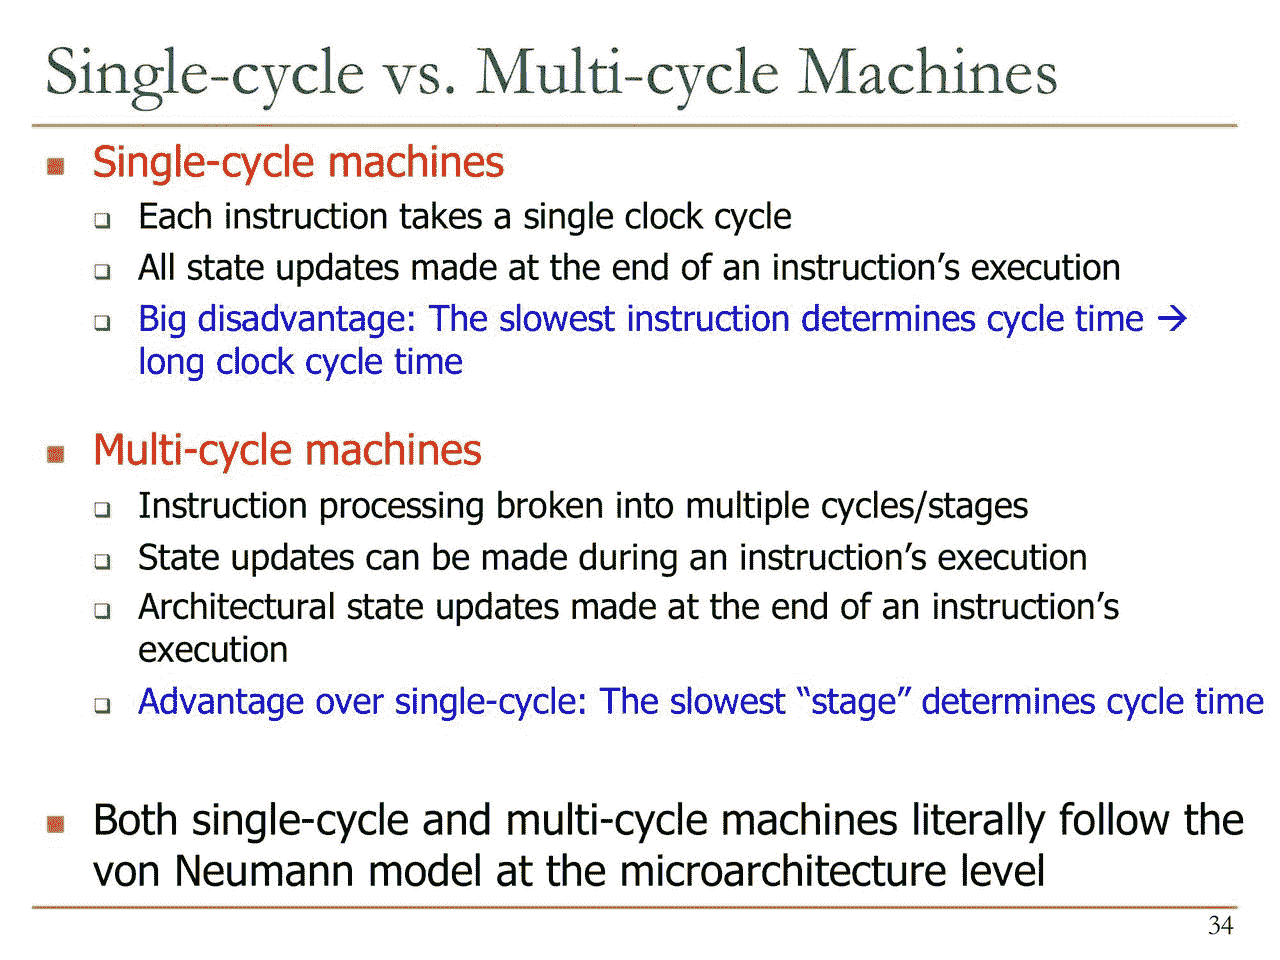 Single-cycle vs. Multi-cycle Machines
Single-cycle machines
Each instruction takes a single clock cycle
All state updates made at the end of an instruction’s execution
Big disadvantage: The slowest instruction determines cycle time →
long clock cycle time
Multi-cycle machines
Instruction processing broken into multiple cycles/stages
State updates can be made during an instruction’s execution
Architectural state updates made at the end of an instruction’s
execution
Advantage over single-cycle: The slowest “stage” determines cycle time
Both single-cycle and multi-cycle machines literally follow the
von Neumann model at the microarchitecture level
34